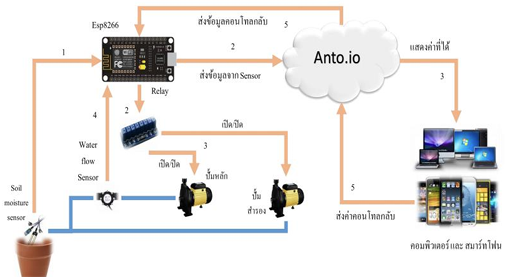 Esp8266
ส่งข้อมูลคอนโทลกลับ
5
1
2
Anto.io
แสดงค่าที่ได้
ส่งข้อมูลจาก Sensor
3
Relay
4
2
เปิด/ปิด
Water
flow
Sensor
3
เปิด/ปิด
ปั๊มหลัก
5
Soil
moisture
sensor
ปั๊ม
สำรอง
ส่งค่าคอนโทลกลับ
คอมพิวเตอร์ และ สมาร์ทโฟน